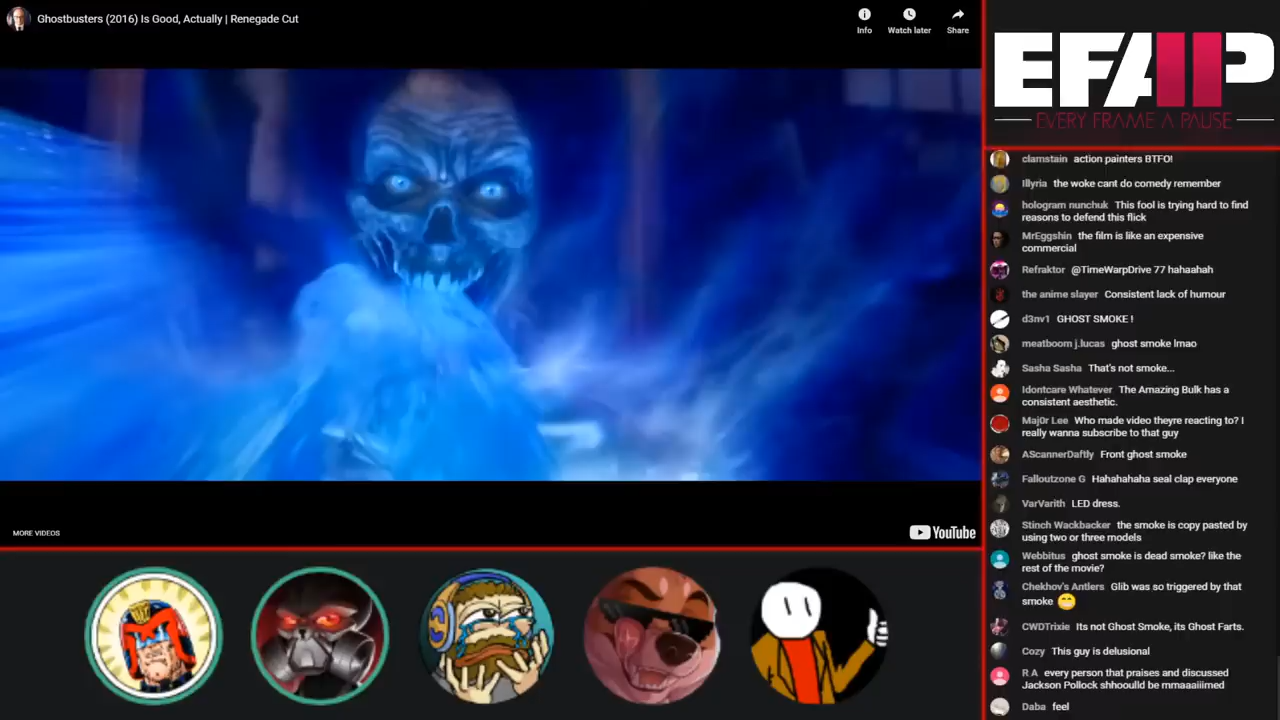 Ghostbusters (2016) Is Good, Actually | Renegade Cut
Info
Watch later
Share
MORE VIDEOS
YouTube
EFAP
EVERY FRAME A PAUSE
clamstain action painters BTFO!
Illyria the woke cant do comedy remember
hologram nunchuk This fool is trying hard to find
reasons to defend this flick
MrEggshin the film is like an expensive
commercial
Refraktor @TimeWarpDrive 77 hahaahah
the anime slayer Consistent lack of humour
d3nv1 GHOST SMOKE !
meatboom j.lucas ghost smoke lmao
Sasha Sasha That's not smoke...
Idontcare Whatever The Amazing Bulk has a
consistent aesthetic.
Maj0r Lee Who made video theyre reacting to? I
really wanna subscribe to that guy
AScannerDaftly Front ghost smoke
Falloutzone G Hahahahaha seal clap everyone
VarVarith LED dress.
Stinch Wackbacker the smoke is copy pasted by
using two or three models
Webbitus ghost smoke is dead smoke? like the
rest of the movie?
Chekhov's Antlers Glib was so triggered by that
smoke 😁
CWDTrixie Its not Ghost Smoke, its Ghost Farts.
Cozy This guy is delusional
R A every person that praises and discussed
Jackson Pollock shhooulld be mmaaaiiimed
Daba feel